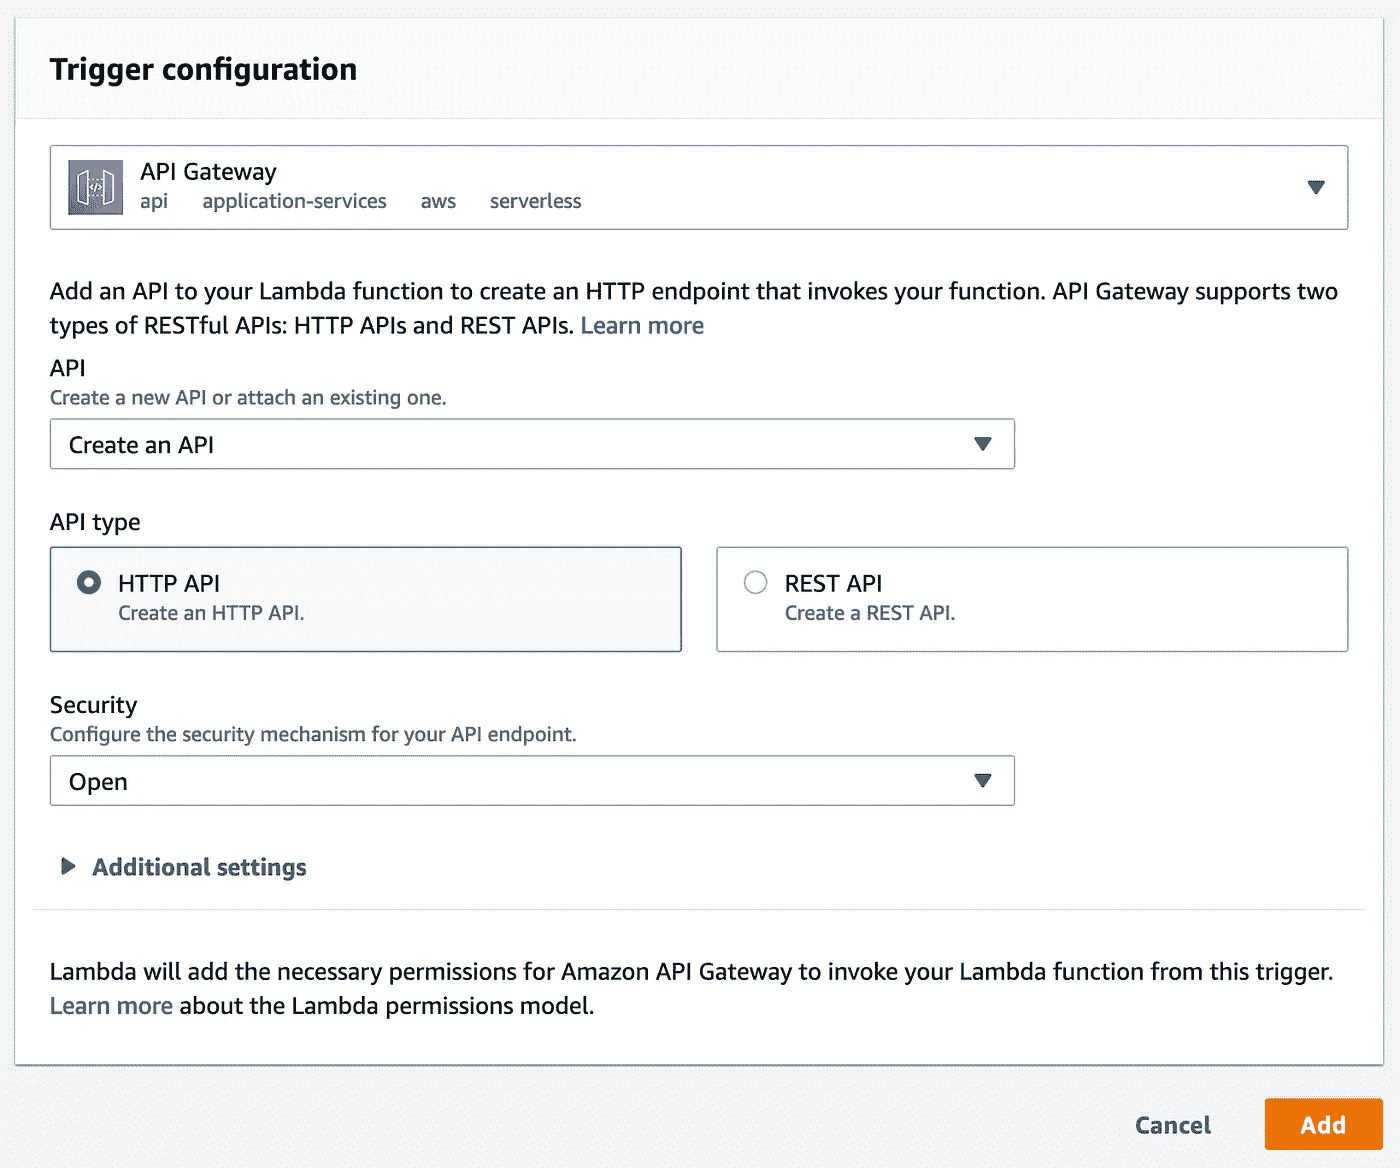 Trigger configuration
API Gateway
api application-services aws serverless
Add an API to your Lambda function to create an HTTP endpoint that invokes your function. API Gateway supports two
types of RESTful APIs: HTTP APIs and REST APIs. Learn more
API
Create a new API or attach an existing one.
Create an API
API type
HTTP API
Create an HTTP API.
REST API
Create a REST API.
Security
Configure the security mechanism for your API endpoint.
Open
Additional settings
Lambda will add the necessary permissions for Amazon API Gateway to invoke your Lambda function from this trigger.
Learn more about the Lambda permissions model.
Cancel
Add